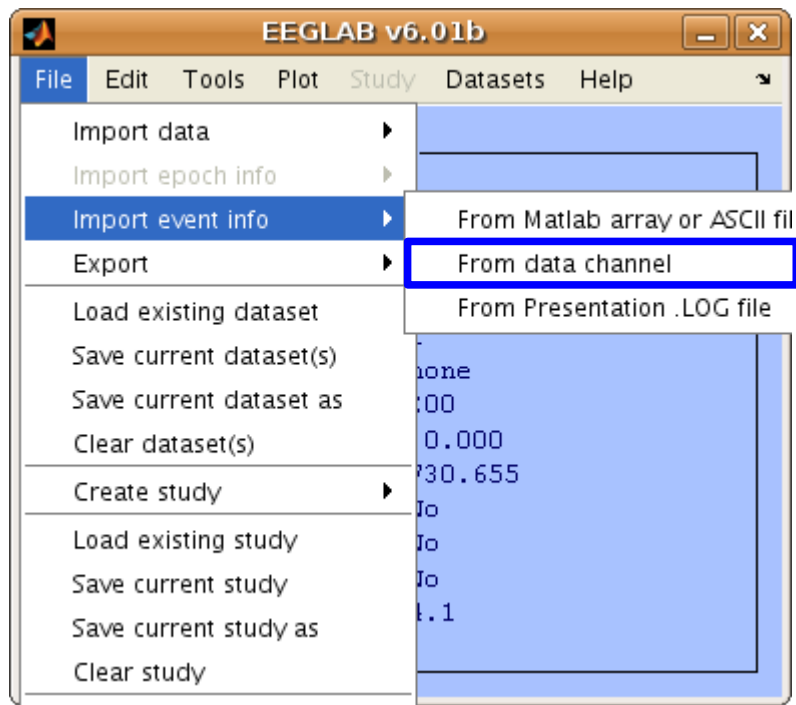 EEGLAB v6.01b
File Edit Tools Plot Study Datasets Help
Import data
Import epoch info
Import event info
From Matlab array or ASCII fil
Export
From data channel
Load existing dataset
From Presentation .LOG file
Save current dataset(s)
none
Save current dataset as
:00
Clear dataset(s)
0.000
730.655
Create study
No
Load existing study
No
Save current study
No
Save current study as
4.1
Clear study